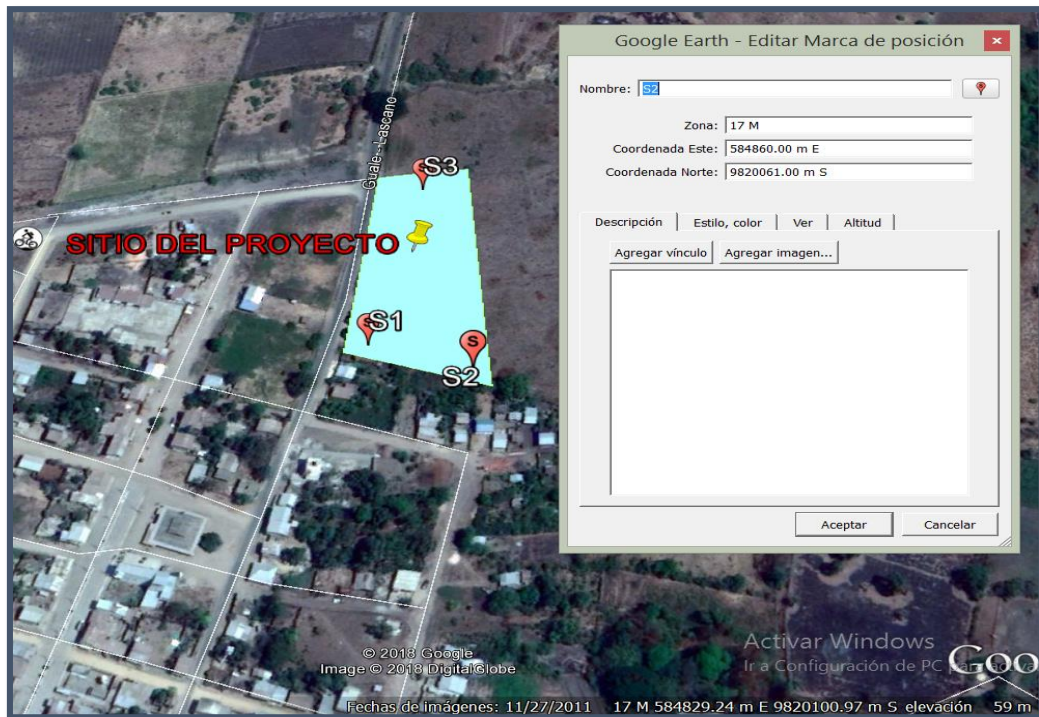 Google Earth - Editar Marca de posición
Nombre: S2
Zona: 17 M
Coordenada Este: 584860.00 m E
Coordenada Norte: 9820061.00 m S
Descripción Estilo, color Ver Altitud
Agregar vínculo Agregar imagen...
Aceptar Cancelar
Guale--Lascano
S3
SITIO DEL PROYECTO
S
S1
S
S2
© 2018 Google
Image © 2018 DigitalGlobe
Activar Windows
Ir a Configuración de PC para activa
Goo
Fechas de imágenes: 11/27/2011 17 M 584829.24 m E 9820100.97 m S elevación 59 m